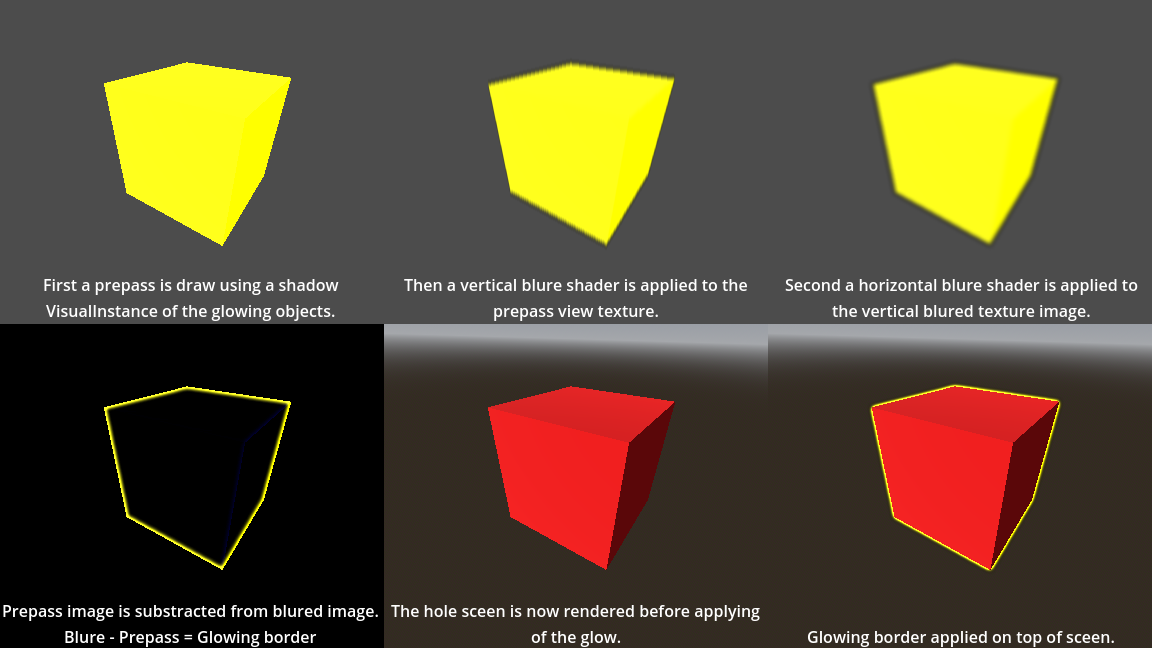 First a prepass is draw using a shadow
VisualInstance of the glowing objects.
Then a vertical blure shader is applied to the
prepass view texture.
Second a horizontal blure shader is applied to
the vertical blured texture image.
Prepass image is substracted from blured image.
Blure - Prepass = Glowing border
The hole sceen is now rendered before applying
of the glow.
Glowing border applied on top of sceen.